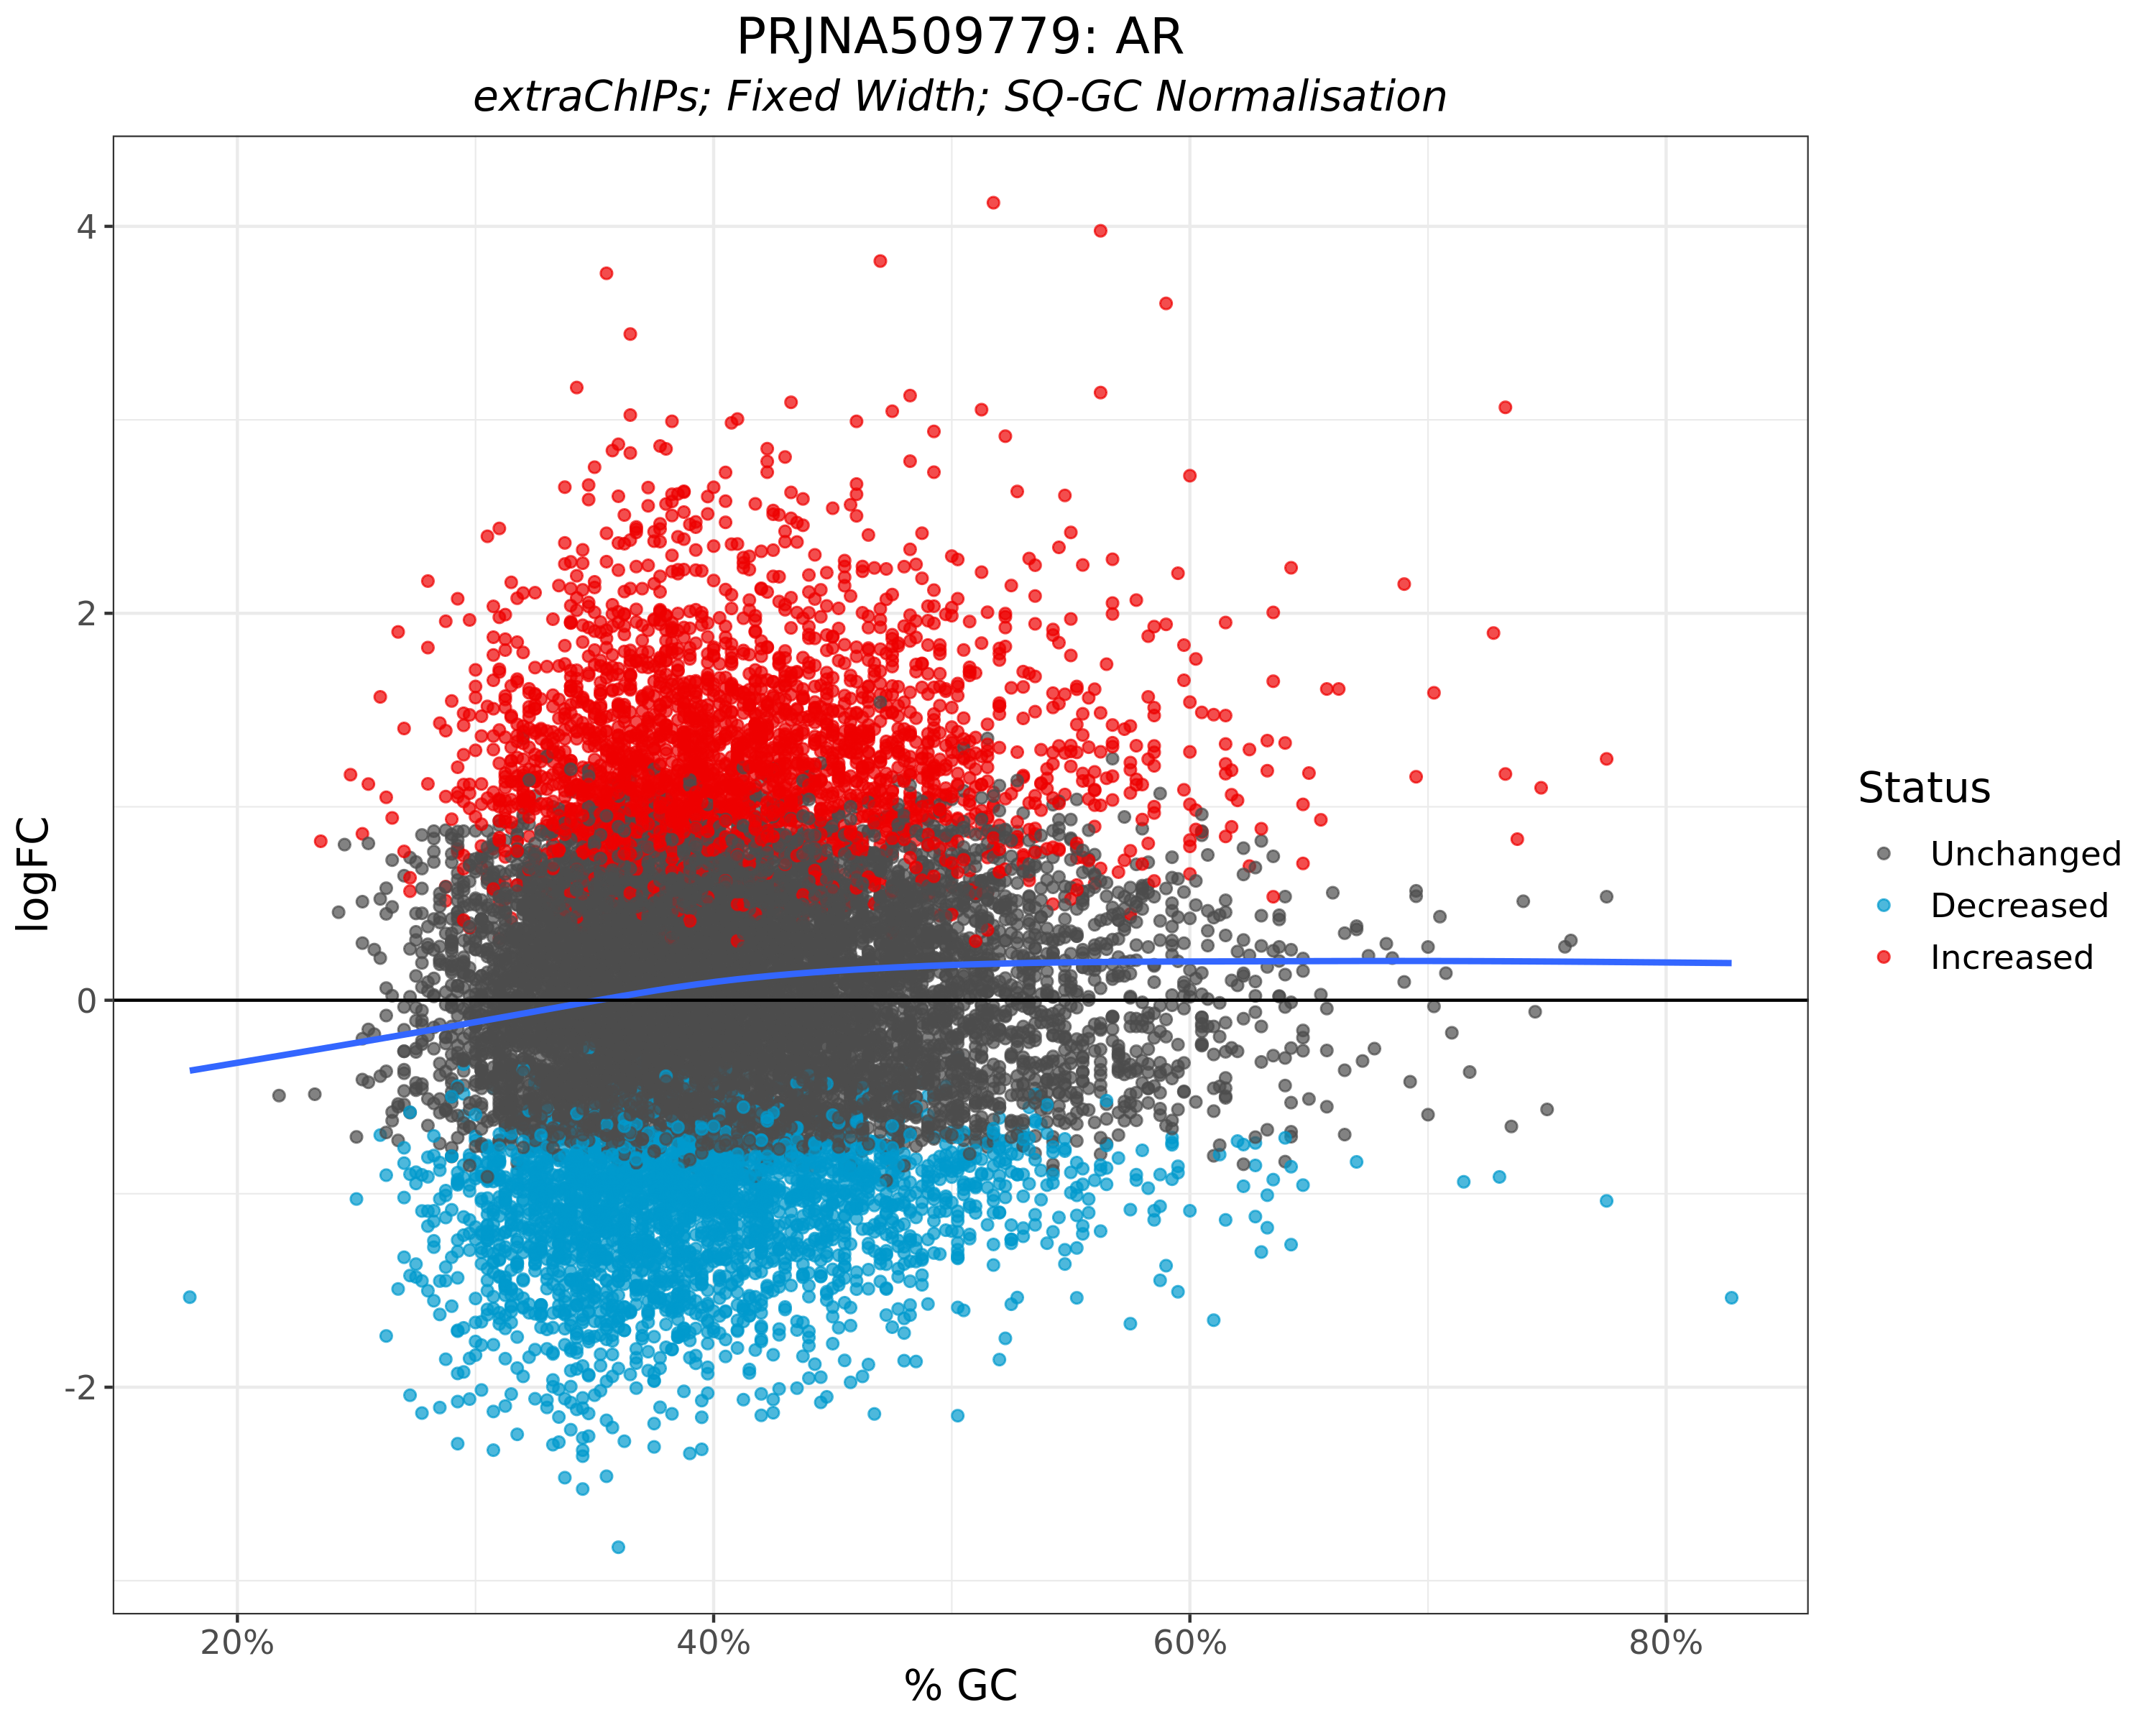 PRJNA509779: AR
extraChIPs; Fixed Width; SQ-GC Normalisation
4
2
0
-2
logFC
20% 40% 60% 80%
% GC
Status
Unchanged
Decreased
Increased